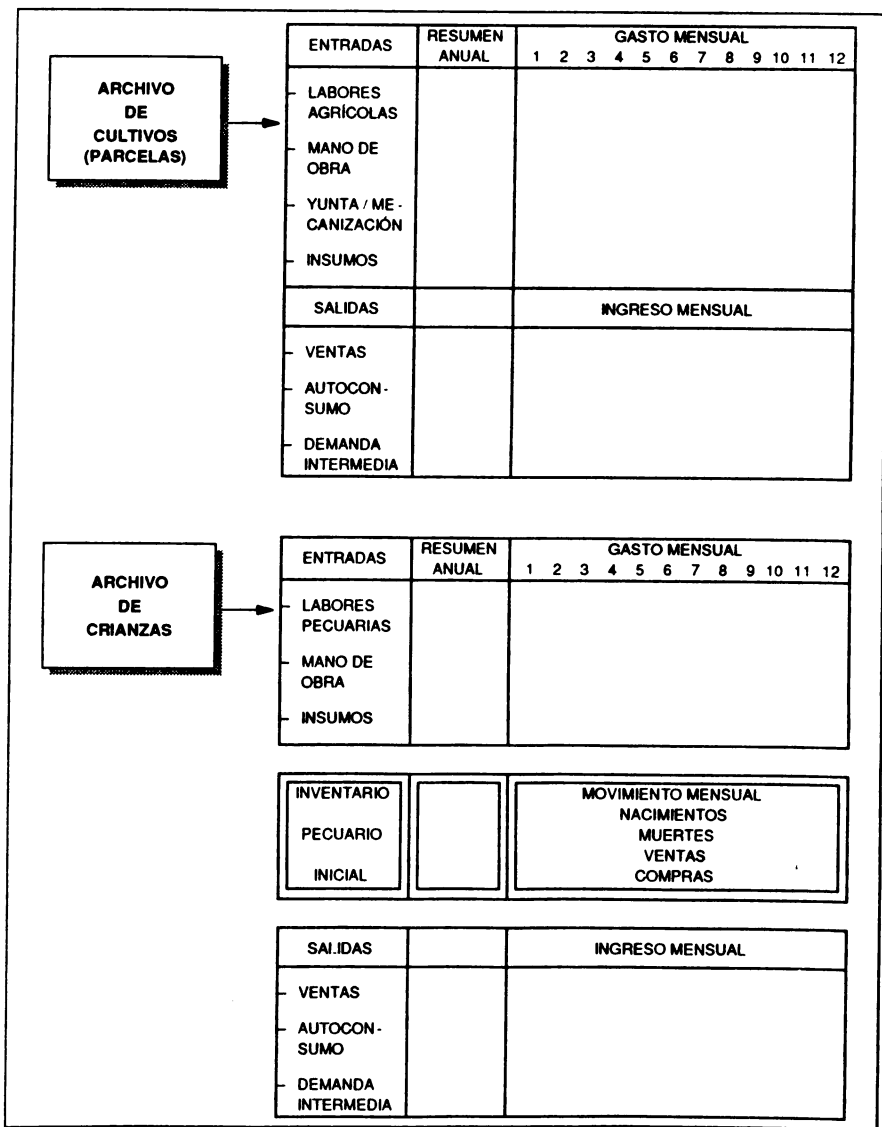 ARCHIVO
DE
CULTIVOS
(PARCELAS)
ENTRADAS
RESUMEN
ANUAL
GASTO MENSUAL
1 2 3 4 5 6 7 8 9 10 11 12
- LABORES
AGRÍCOLAS
- MANO DE
OBRA
- YUNTA / ME -
CANIZACIÓN
- INSUMOS
SALIDAS
INGRESO MENSUAL
- VENTAS
- AUTOCON -
SUMO
- DEMANDA
INTERMEDIA
ARCHIVO
DE
CRIANZAS
ENTRADAS
RESUMEN
ANUAL
GASTO MENSUAL
1 2 3 4 5 6 7 8 9 10 11 12
- LABORES
PECUARIAS
- MANO DE
OBRA
- INSUMOS
INVENTARIO
PECUARIO
INICIAL
MOVIMIENTO MENSUAL
NACIMIENTOS
MUERTES
VENTAS
COMPRAS
SALIDAS
INGRESO MENSUAL
- VENTAS
- AUTOCON -
SUMO
- DEMANDA
INTERMEDIA